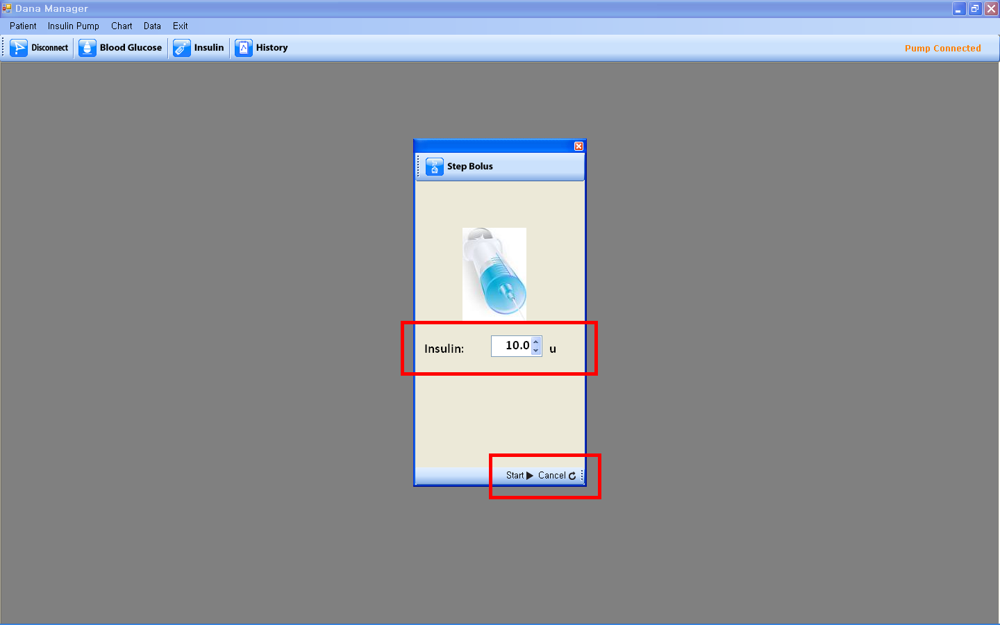 Dana Manager
Patient Insulin Pump Chart Data Exit
Disconnect Blood Glucose Insulin History Pump Connected
Step Bolus
Insulin: 10.0 u
Start Cancel